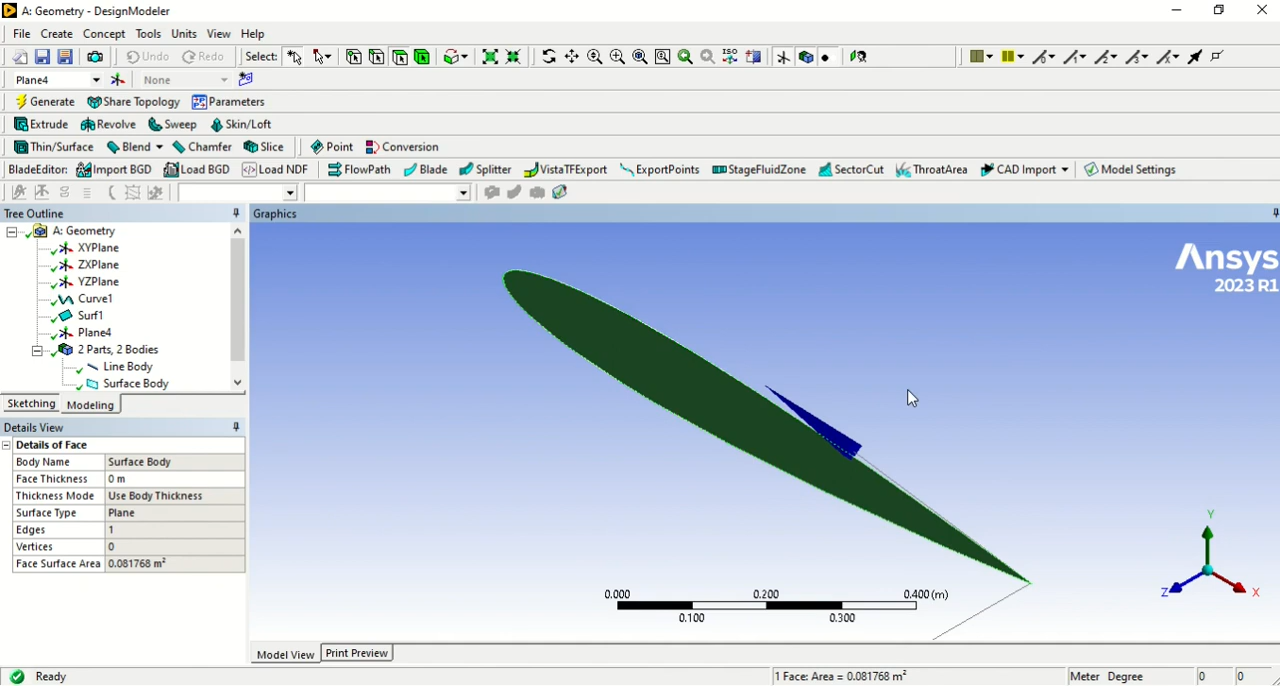 A: Geometry - DesignModeler
File Create Concept Tools Units View Help
Undo Redo Select: ISO
Plane4 None
Generate Share Topology Parameters
Extrude Revolve Sweep Skin/Loft
Thin/Surface Blend Chamfer Slice Point Conversion
BladeEditor: Import BGD Load BGD Load NDF FlowPath Blade Splitter VistaTFExport ExportPoints StageFluidZone SectorCut ThroatArea CAD Import Model Settings
Tree Outline
Graphics
A: Geometry
XYPlane
ZXPlane
YZPlane
Curve1
Surf1
Plane4
2 Parts, 2 Bodies
Line Body
Surface Body
Sketching Modeling
Details View
Details of Face
Body Name Surface Body
Face Thickness 0 m
Thickness Mode Use Body Thickness
Surface Type Plane
Edges 1
Vertices 0
Face Surface Area 0.081768 m²
Ansys
2023 R1
Y
Z X
0.000 0.200 0.400 (m)
0.100 0.300
Model View Print Preview
Ready 1 Face: Area = 0.081768 m² Meter Degree 0 0